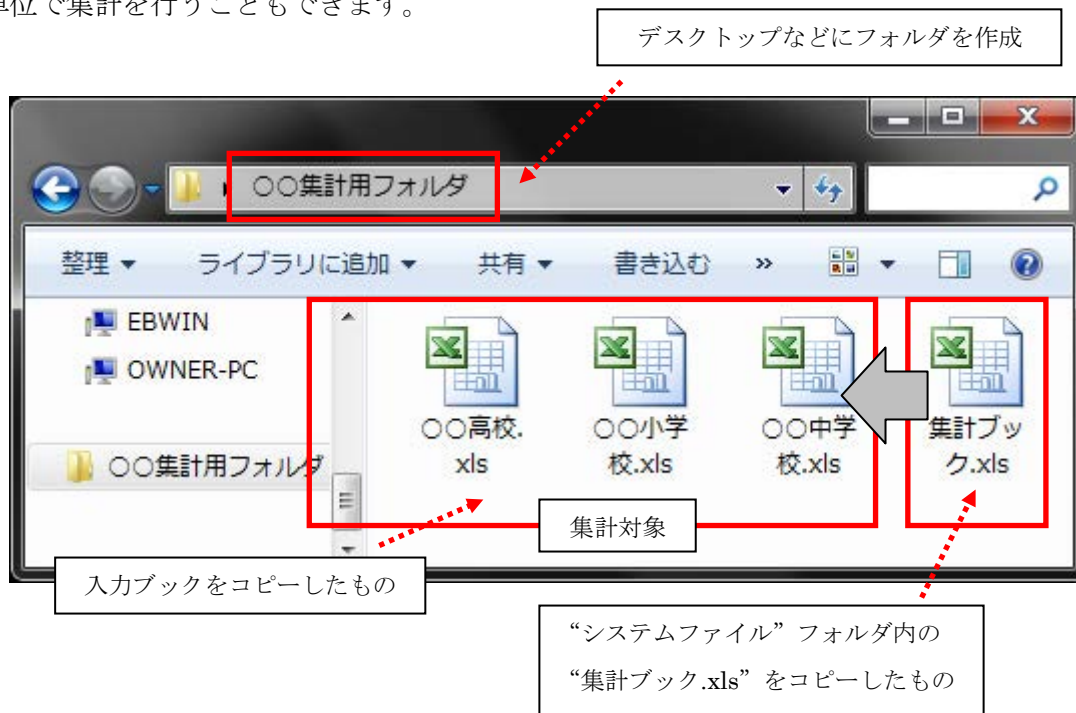 単位で集計を行うこともできます。
デスクトップなどにフォルダを作成
○○集計用フォルダ
整理 ライブラリに追加 共有 書き込む »
EBWIN
OWNER-PC
○○集計用フォルダ
○○高校.
xls
○○小学
校.xls
○○中学
校.xls
集計ブッ
ク.xls
集計対象
入力ブックをコピーしたもの
“システムファイル”フォルダ内の
“集計ブック.xls”をコピーしたもの